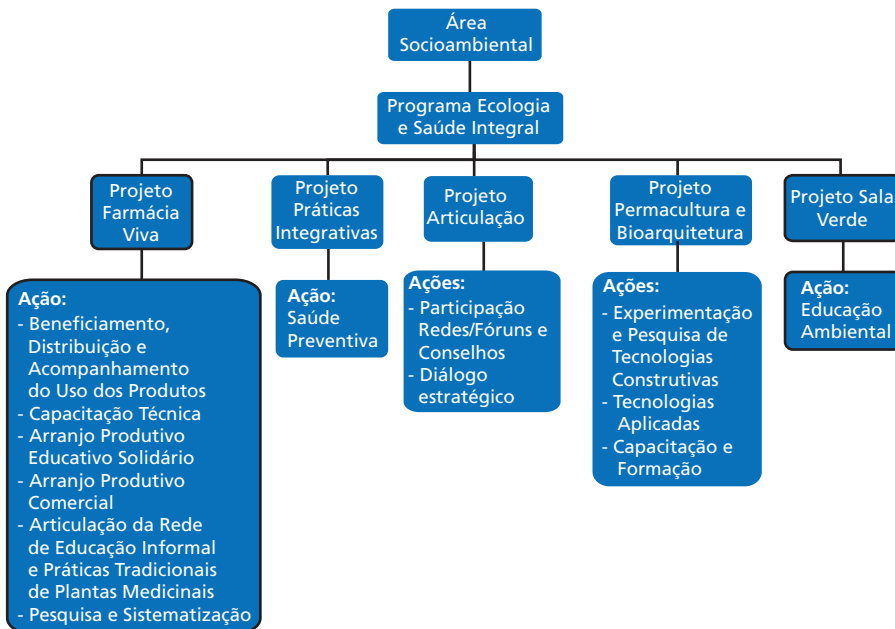 Área
Socioambiental
Programa Ecologia
e Saúde Integral
Projeto
Farmácia
Viva
Projeto
Práticas
Integrativas
Projeto
Articulação
Projeto
Permacultura e
Bioarquitetura
Projeto Sala
Verde
Ação:
- Beneficiamento,
Distribuição e
Acompanhamento
do Uso dos Produtos
- Capacitação Técnica
- Arranjo Produtivo
Educativo Solidário
- Arranjo Produtivo
Comercial
- Articulação da Rede
de Educação Informal
e Práticas Tradicionais
de Plantas Medicinais
- Pesquisa e Sistematização
Ação:
Saúde
Preventiva
Ações:
- Participação
Redes/Fóruns e
Conselhos
- Diálogo
estratégico
Ações:
- Experimentação
e Pesquisa de
Tecnologias
Construtivas
- Tecnologias
Aplicadas
- Capacitação e
Formação
Ação:
Educação
Ambiental